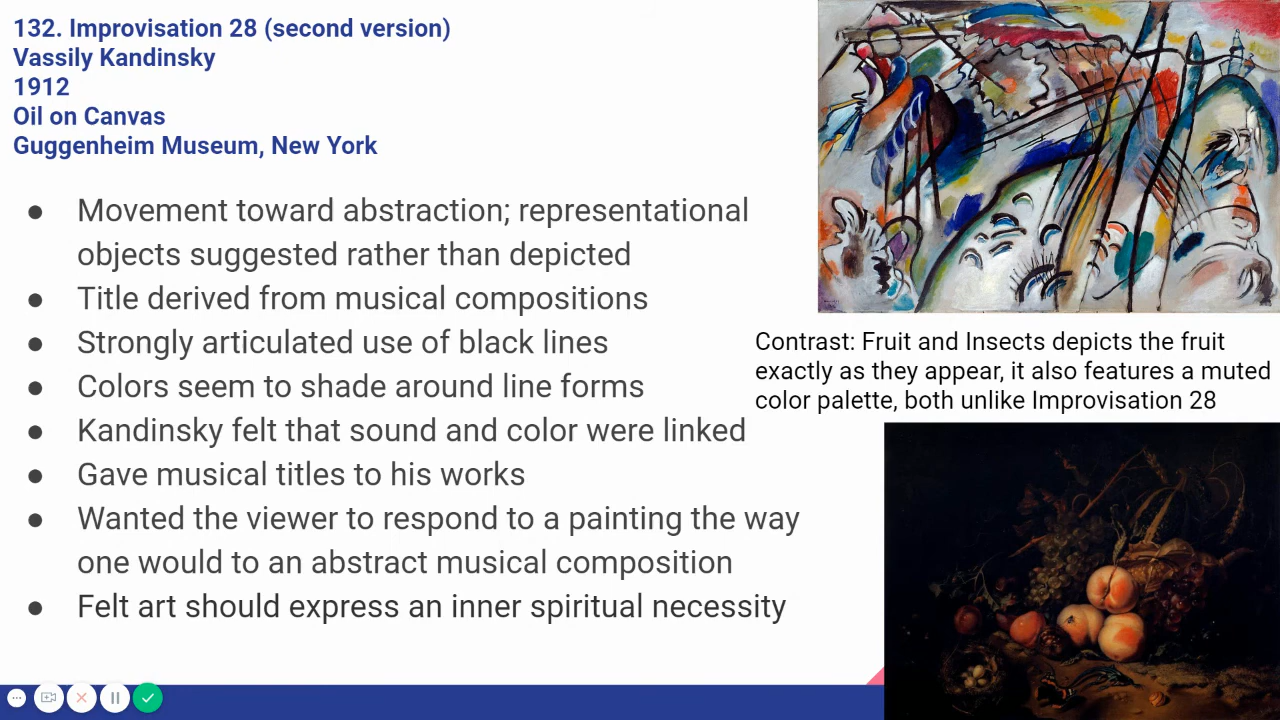 132. Improvisation 28 (second version)
Vassily Kandinsky
1912
Oil on Canvas
Guggenheim Museum, New York
● Movement toward abstraction; representational
objects suggested rather than depicted
● Title derived from musical compositions
● Strongly articulated use of black lines
● Colors seem to shade around line forms
● Kandinsky felt that sound and color were linked
● Gave musical titles to his works
● Wanted the viewer to respond to a painting the way
one would to an abstract musical composition
● Felt art should express an inner spiritual necessity
Contrast: Fruit and Insects depicts the fruit
exactly as they appear, it also features a muted
color palette, both unlike Improvisation 28